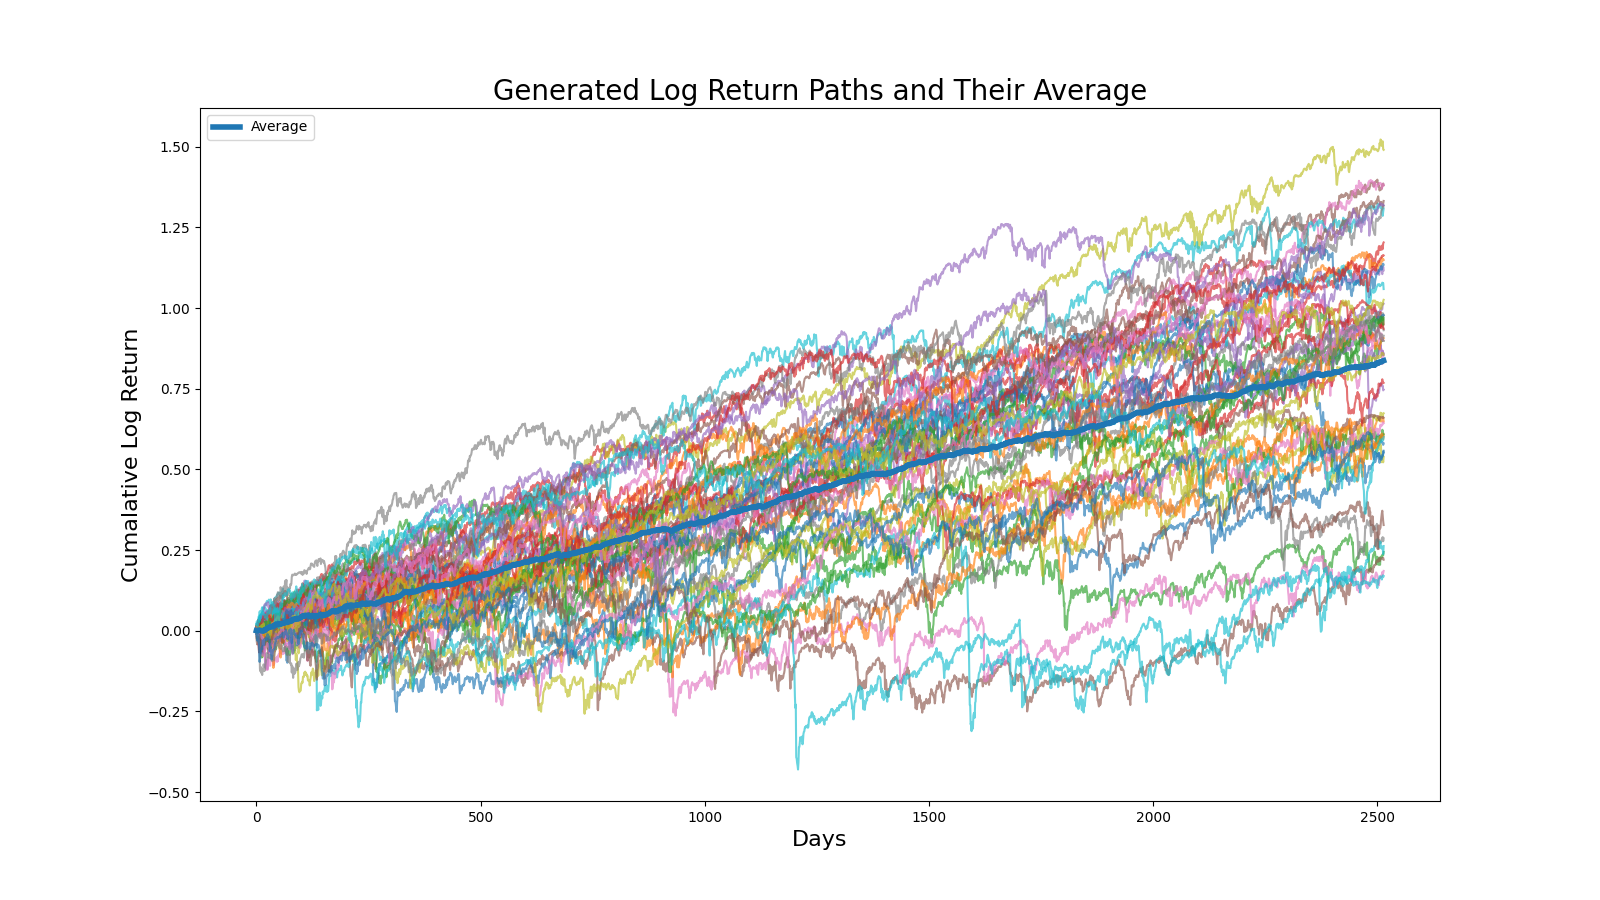 Generated Log Return Paths and Their Average
Average
Cumalative Log Return
1.50
1.25
1.00
0.75
0.50
0.25
0.00
−0.25
−0.50
0 500 1000 1500 2000 2500
Days